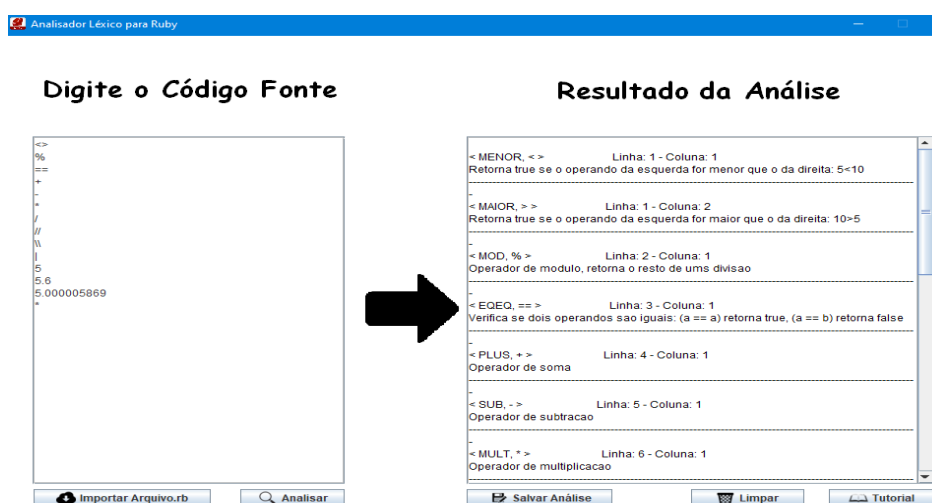 Analisador Léxico para Ruby
Digite o Código Fonte
<>
%
==
+
-
*
/
//
\\
|
5
5.6
5.000005869
*
Resultado da Análise
< MENOR, < > Linha: 1 - Coluna: 1
Retorna true se o operando da esquerda for menor que o da direita: 5<10
-
< MAIOR, > > Linha: 1 - Coluna: 2
Retorna true se o operando da esquerda for maior que o da direita: 10>5
-
< MOD, % > Linha: 2 - Coluna: 1
Operador de modulo, retorna o resto de ums divisao
-
< EQEQ, == > Linha: 3 - Coluna: 1
Verifica se dois operandos sao iguais: (a == a) retorna true, (a == b) retorna false
-
< PLUS, + > Linha: 4 - Coluna: 1
Operador de soma
-
< SUB, - > Linha: 5 - Coluna: 1
Operador de subtracao
-
< MULT, * > Linha: 6 - Coluna: 1
Operador de multiplicacao
Importar Arquivo.rb
Analisar
Salvar Análise
Limpar
Tutorial